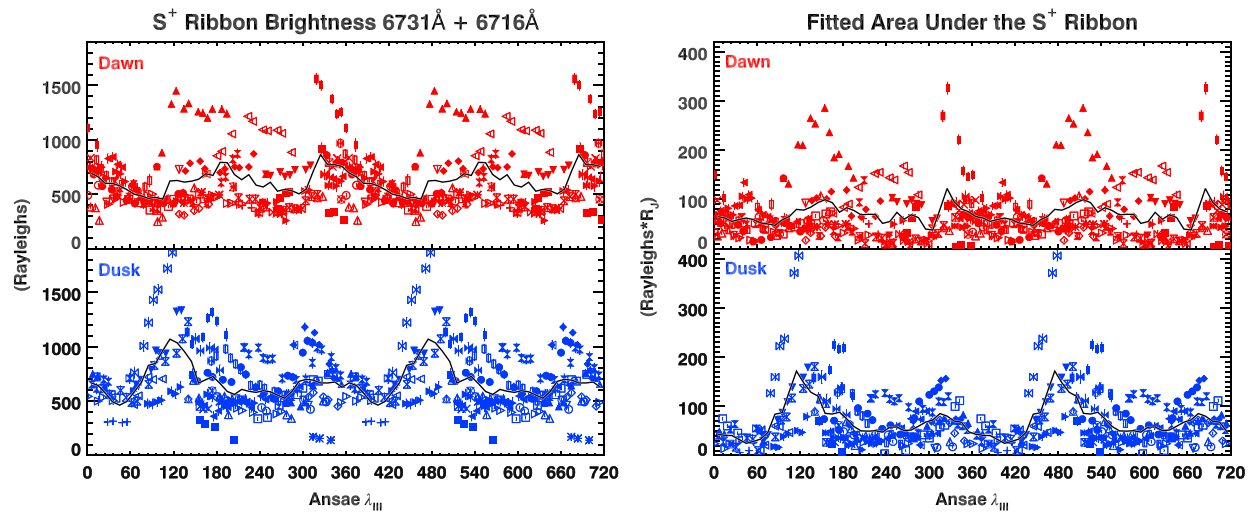 S+ Ribbon Brightness 6731Å + 6716Å
Dawn
1500
1000
500
0
Dusk
1500
1000
500
0
(Rayleighs)
0 60 120 180 240 300 360 420 480 540 600 660 720
Ansae λIII
Fitted Area Under the S+ Ribbon
Dawn
400
300
200
100
0
Dusk
400
300
200
100
0
(Rayleighs*RJ)
0 60 120 180 240 300 360 420 480 540 600 660 720
Ansae λIII